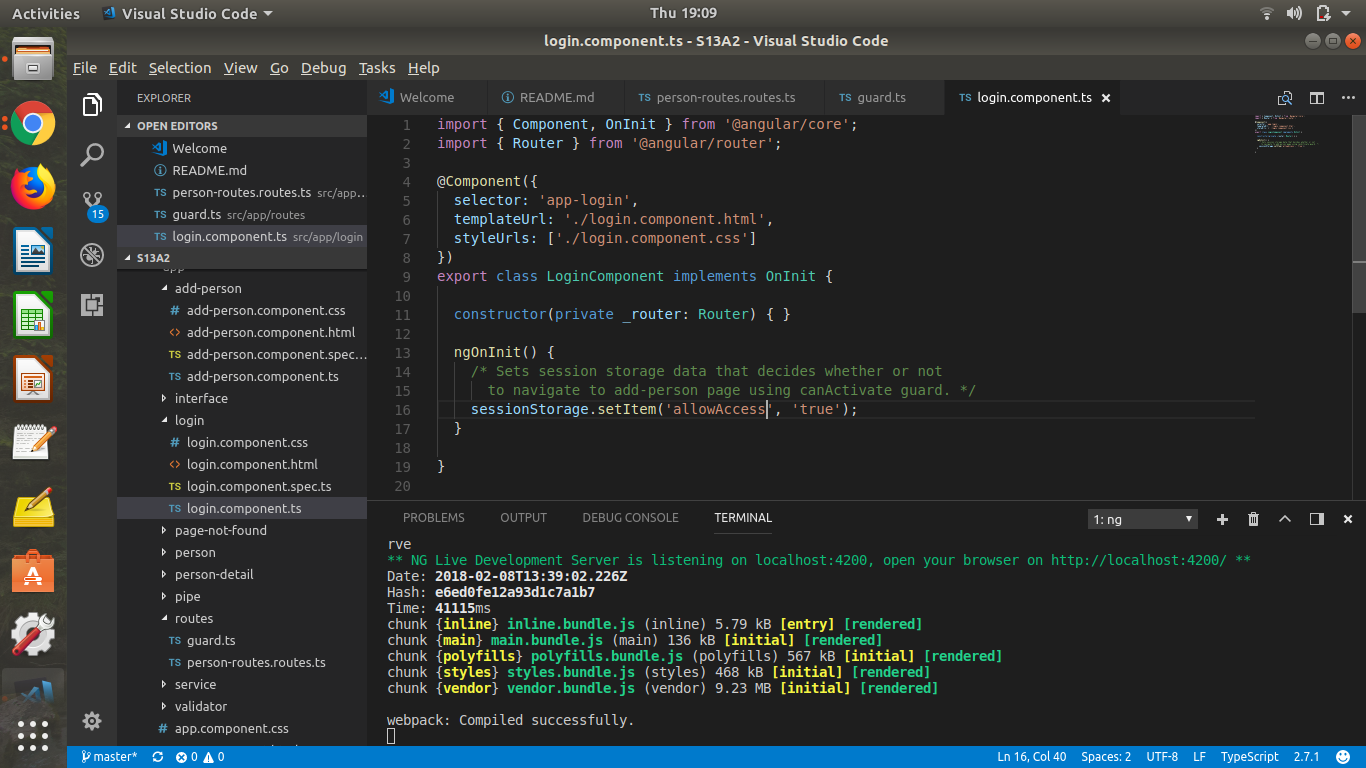 Activities
Visual Studio Code
Thu 19:09
login.component.ts - S13A2 - Visual Studio Code
File Edit Selection View Go Debug Tasks Help
EXPLORER
OPEN EDITORS
Welcome
README.md
person-routes.routes.ts src/app...
guard.ts src/app/routes
login.component.ts src/app/login
S13A2
app
add-person
# add-person.component.css
<> add-person.component.html
TS add-person.component.spec...
TS add-person.component.ts
interface
login
# login.component.css
<> login.component.html
TS login.component.spec.ts
TS login.component.ts
page-not-found
person
person-detail
pipe
routes
TS guard.ts
TS person-routes.routes.ts
service
validator
# app.component.css
15
Welcome
README.md
TS person-routes.routes.ts
TS guard.ts
TS login.component.ts ×
1 import { Component, OnInit } from '@angular/core';
2 import { Router } from '@angular/router';
3
4 @Component({
5 selector: 'app-login',
6 templateUrl: './login.component.html',
7 styleUrls: ['./login.component.css']
8 })
9 export class LoginComponent implements OnInit {
10
11 constructor(private _router: Router) { }
12
13 ngOnInit() {
14 /* Sets session storage data that decides whether or not
15 to navigate to add-person page using canActivate guard. */
16 sessionStorage.setItem('allowAccess', 'true');
17 }
18
19 }
20
PROBLEMS OUTPUT DEBUG CONSOLE TERMINAL
1: ng
rve
** NG Live Development Server is listening on localhost:4200, open your browser on http://localhost:4200/ **
Date: 2018-02-08T13:39:02.226Z
Hash: e6ed0fe12a93d1c7a1b7
Time: 41115ms
chunk {inline} inline.bundle.js (inline) 5.79 kB [entry] [rendered]
chunk {main} main.bundle.js (main) 136 kB [initial] [rendered]
chunk {polyfills} polyfills.bundle.js (polyfills) 567 kB [initial] [rendered]
chunk {styles} styles.bundle.js (styles) 468 kB [initial] [rendered]
chunk {vendor} vendor.bundle.js (vendor) 9.23 MB [initial] [rendered]
webpack: Compiled successfully.
master* 0 0
Ln 16, Col 40 Spaces: 2 UTF-8 LF TypeScript 2.7.1